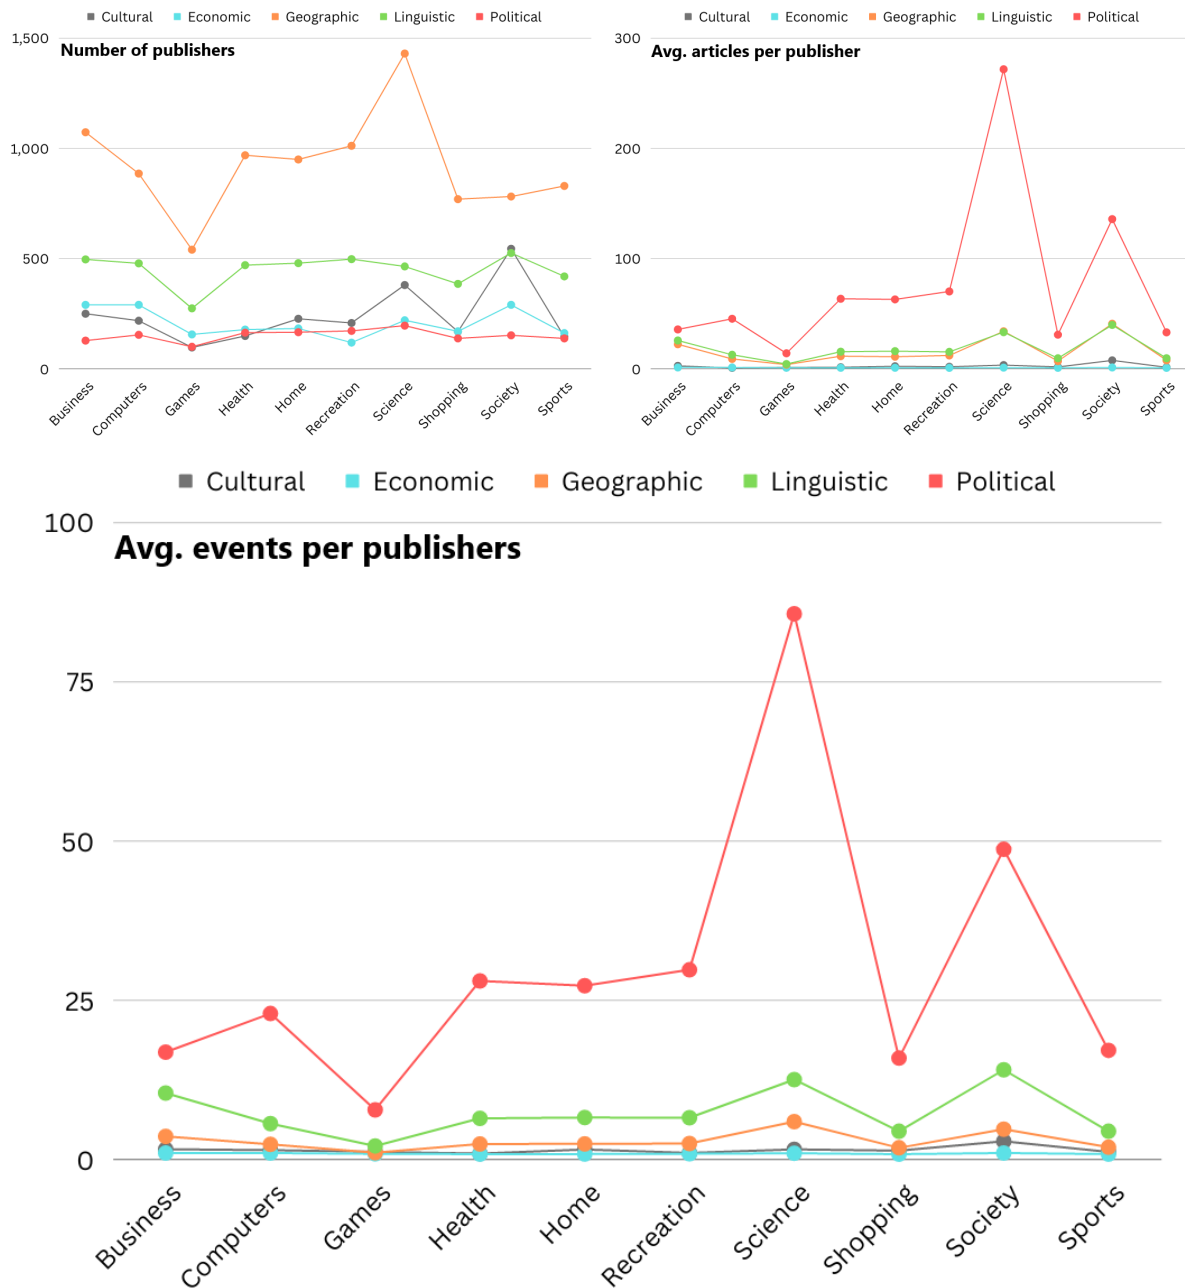 Cultural Economic Geographic Linguistic Political
Number of publishers
1,500
1,000
500
0
Business Computers Games Health Home Recreation Science Shopping Society Sports
Cultural Economic Geographic Linguistic Political
Avg. articles per publisher
300
200
100
0
Business Computers Games Health Home Recreation Science Shopping Society Sports
Cultural Economic Geographic Linguistic Political
Avg. events per publishers
100
75
50
25
0
Business Computers Games Health Home Recreation Science Shopping Society Sports